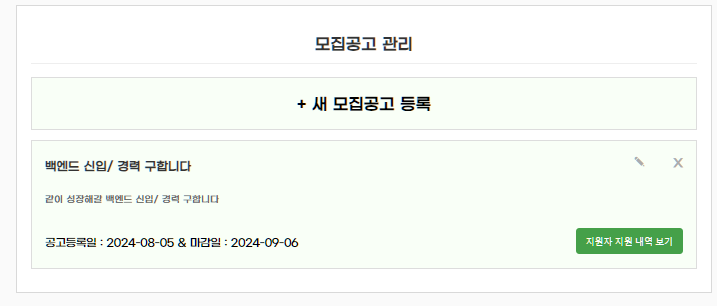 모집공고 관리
+ 새 모집공고 등록
백엔드 신입/ 경력 구합니다
같이 성장해갈 백엔드 신입/ 경력 구합니다
공고등록일 : 2024-08-05 & 마감일 : 2024-09-06
지원자 지원 내역 보기